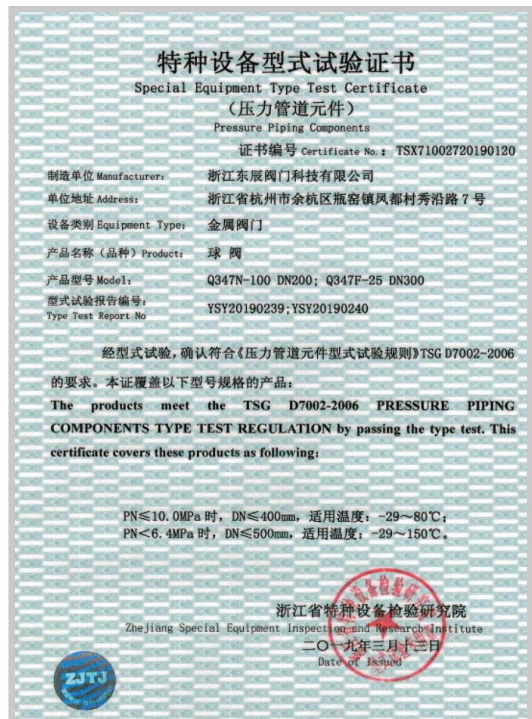 特种设备型式试验证书
Special Equipment Type Test Certificate
（压力管道元件）
Pressure Piping Components
证书编号 Certificate No.： TSX71002720190120
制造单位 Manufacturer： 浙江东辰阀门科技有限公司
单位地址 Address： 浙江省杭州市余杭区瓶窑镇凤都村秀沿路 7 号
设备类别 Equipment Type： 金属阀门
产品名称（品种）Product： 球 阀
产品型号 Model： Q347N-100 DN200; Q347F-25 DN300
型式试验报告编号：
Type Test Report No YSY20190239;YSY20190240
经型式试验，确认符合《压力管道元件型式试验规则》TSG D7002-2006
的要求。本证覆盖以下型号规格的产品：
The products meet the TSG D7002-2006 PRESSURE PIPING
COMPONENTS TYPE TEST REGULATION by passing the type test. This
certificate covers these products as following:
PN≤10.0MPa 时，DN≤400mm，适用温度：-29～80℃；
PN<6.4MPa 时，DN≤500mm，适用温度：-29～150℃。
浙江省特种设备检验研究院
Zhejiang Special Equipment Inspection and Research Institute
二〇一九年三月十三日
Date of Issued
ZJTJ